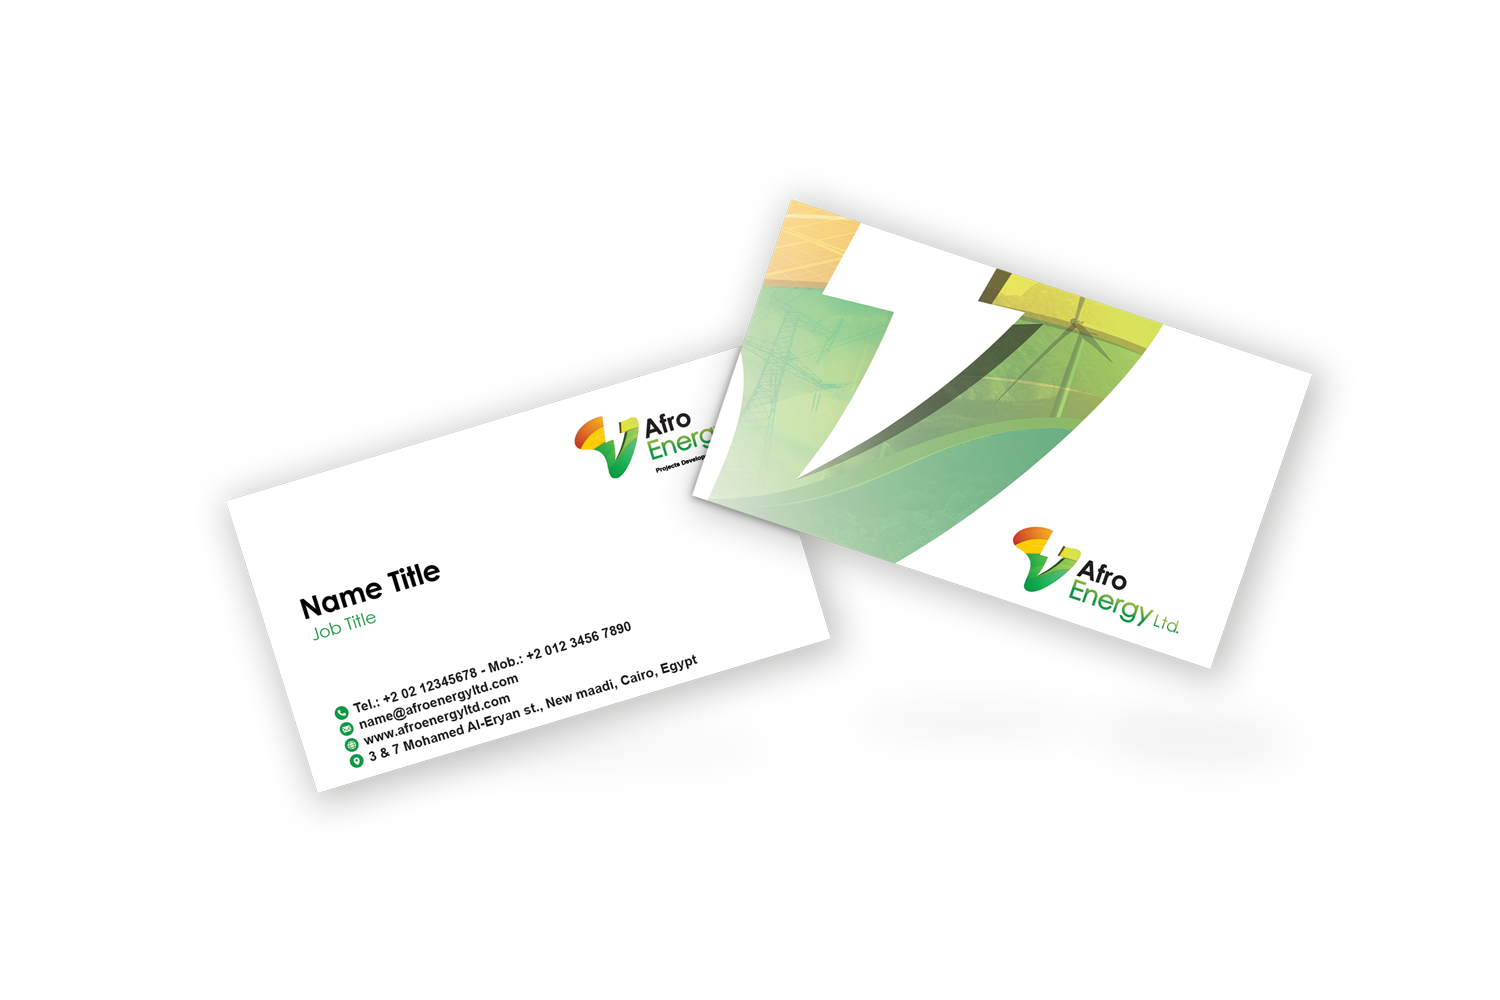 Afro
Projects
Name Title
Job Title
Tel.: +2 02 12345678 - Mob.: +2 012 3456 7890
name@afroenergyltd.com
www.afroenergyltd.com
3 & 7 Mohamed Al-Eryan st., New maadi, Cairo, Egypt
Afro
Energy Ltd.